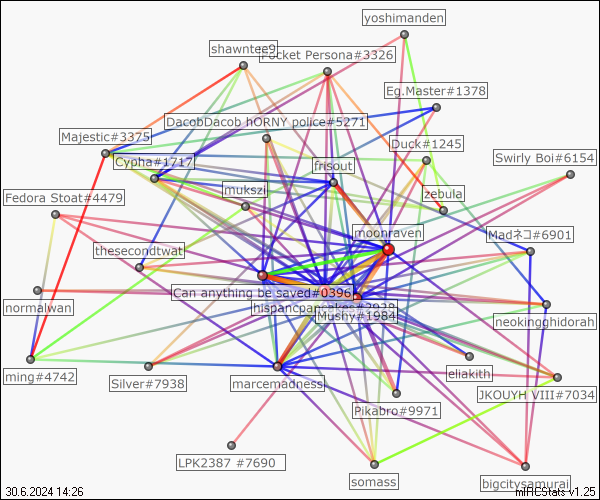 yoshimanden
shawntee9
Pocket Persona#3326
Eg.Master#1378
DacobDacob hORNY police#5271
Majestic#3375
Duck#1245
Cypha#1717
frisout
Swirly Boi#6154
mukszi
zebula
Fedora Stoat#4479
moonraven
Madネコ#6901
thesecondtwat
Can anything be saved#0396
normalwan
Mushy#1984
neokingghidorah
ming#4742
Silver#7938
marcemadness
eliakith
JKOUYH VIII#7034
Pikabro#9971
LPK2387 #7690
somass
bigcitysamurai
30.6.2024 14:26
mIRCStats v1.25